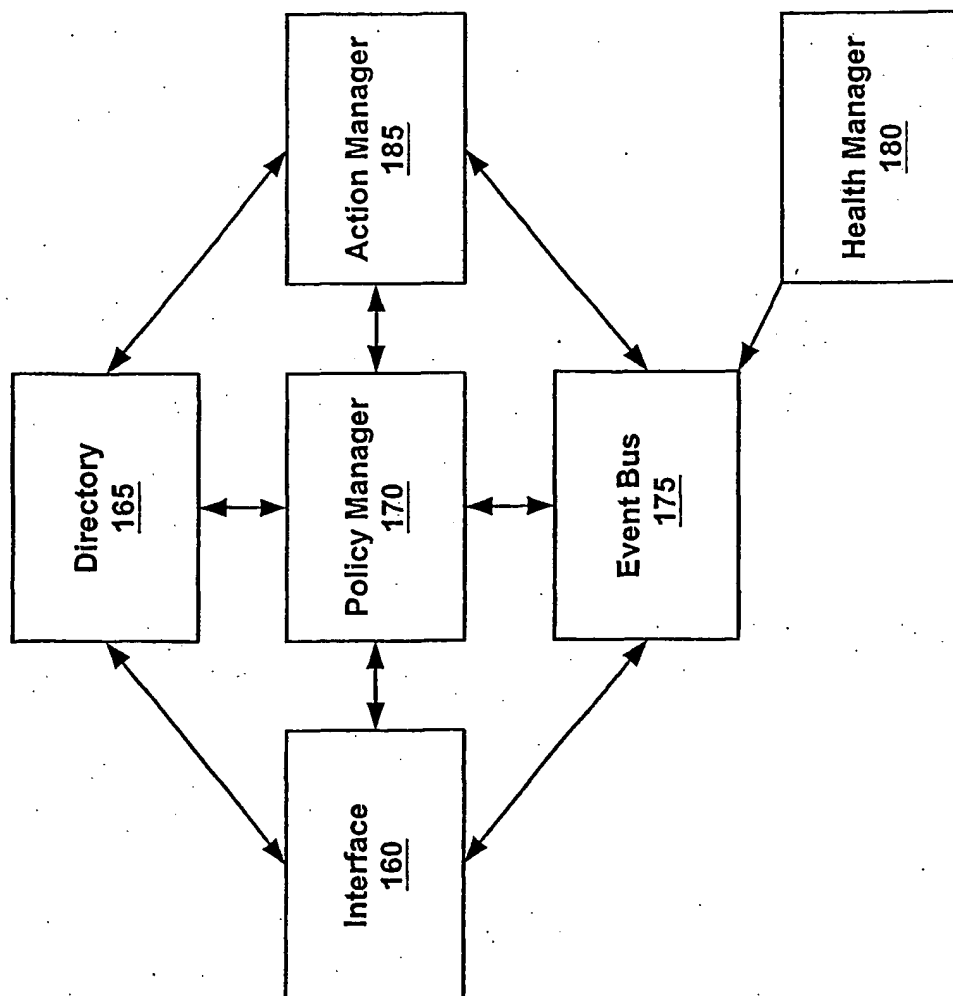 Directory
165
Interface
160
Policy Manager
170
Action Manager
185
Event Bus
175
Health Manager
180